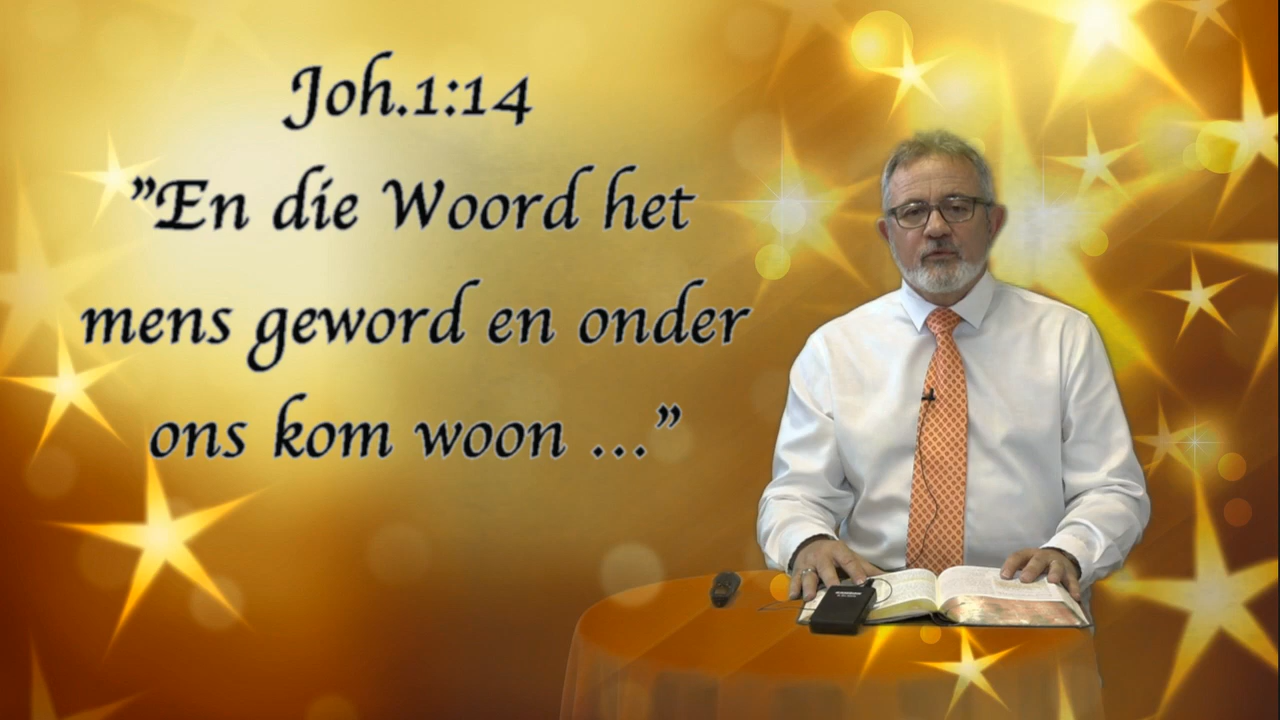 Joh.1:14
"En die Woord het
mens geword en onder
ons kom woon ..."